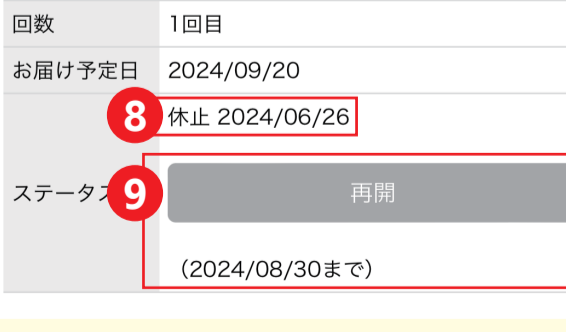 回数 1回目
お届け予定日 2024/09/20
8 休止 2024/06/26
ステータス 9 再開
（2024/08/30まで）